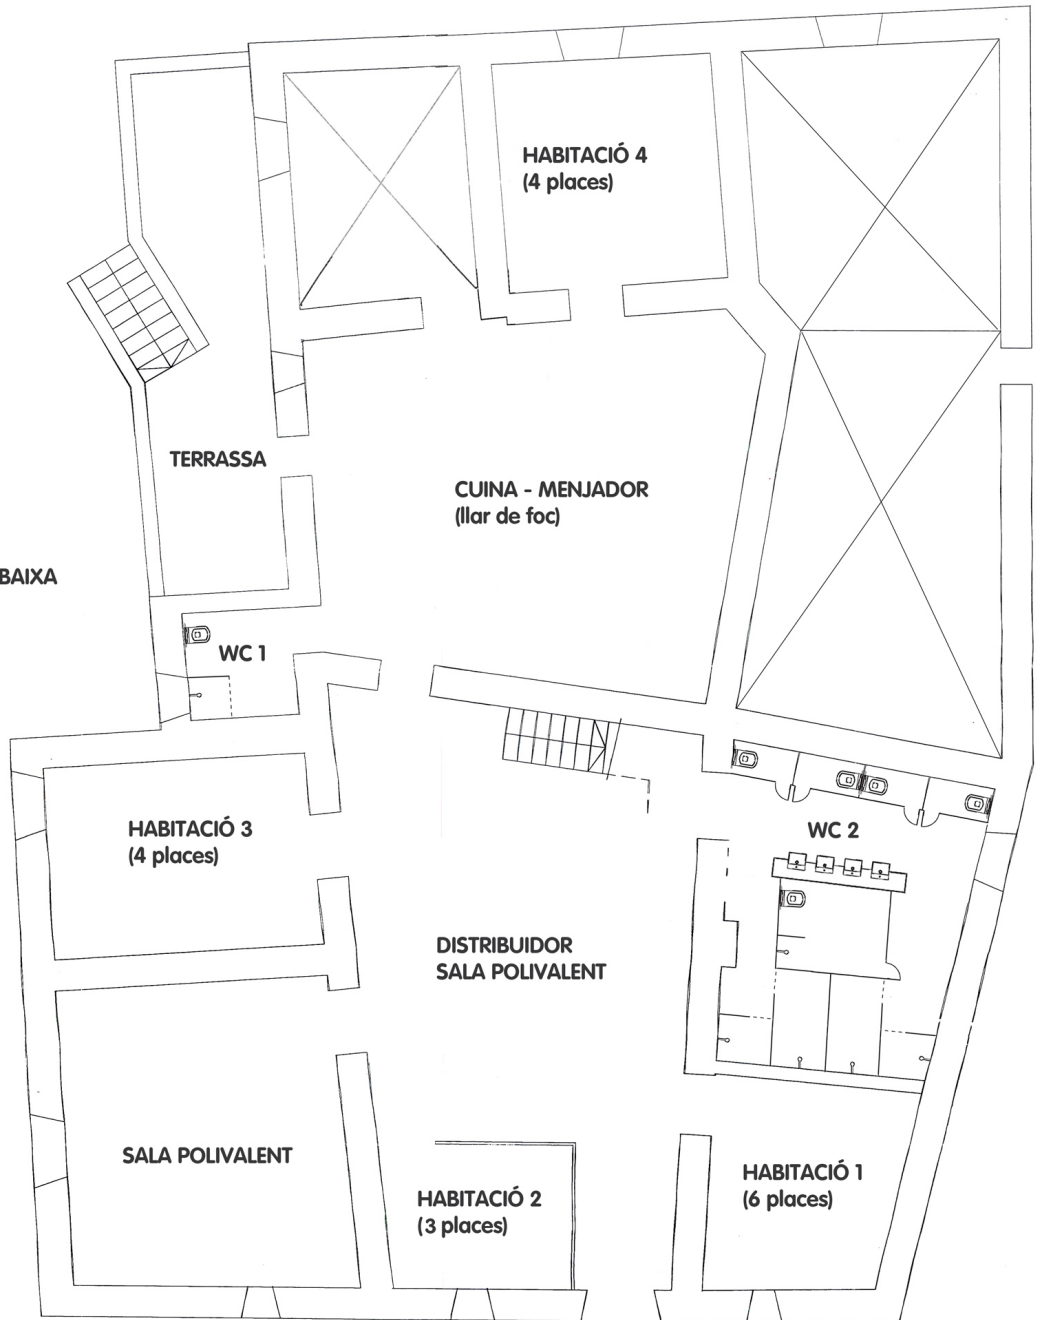 HABITACIÓ 4
(4 places)
TERRASSA
CUINA - MENJADOR
(llar de foc)
BAIXA
WC 1
HABITACIÓ 3
(4 places)
WC 2
DISTRIBUIDOR
SALA POLIVALENT
SALA POLIVALENT
HABITACIÓ 2
(3 places)
HABITACIÓ 1
(6 places)